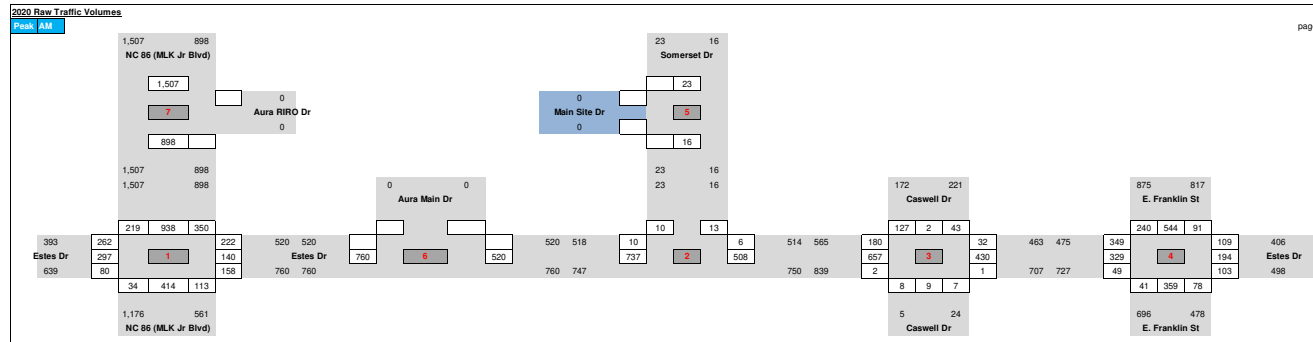 2020 Raw Traffic Volumes
Peak AM
pag
1,507 898 23 16
NC 86 (MLK Jr Blvd) Somerset Dr
1,507 23
0 0
7 Aura RIRO Dr Main Site Dr 5
0 0
898 16
1,507 898 23 16
1,507 898 0 0 23 16 172 221 875 817
Aura Main Dr Caswell Dr E. Franklin St
219 938 350 10 13 127 2 43 240 544 91
393 262 222 520 520 520 518 10 6 514 565 180 32 463 475 349 109 406
Estes Dr 297 1 140 Estes Dr 760 6 520 737 2 508 657 3 430 329 4 194 Estes Dr
639 80 158 760 760 760 747 750 839 2 1 707 727 49 103 498
34 414 113 8 9 7 41 359 78
1,176 561 5 24 696 478
NC 86 (MLK Jr Blvd) Caswell Dr E. Franklin St